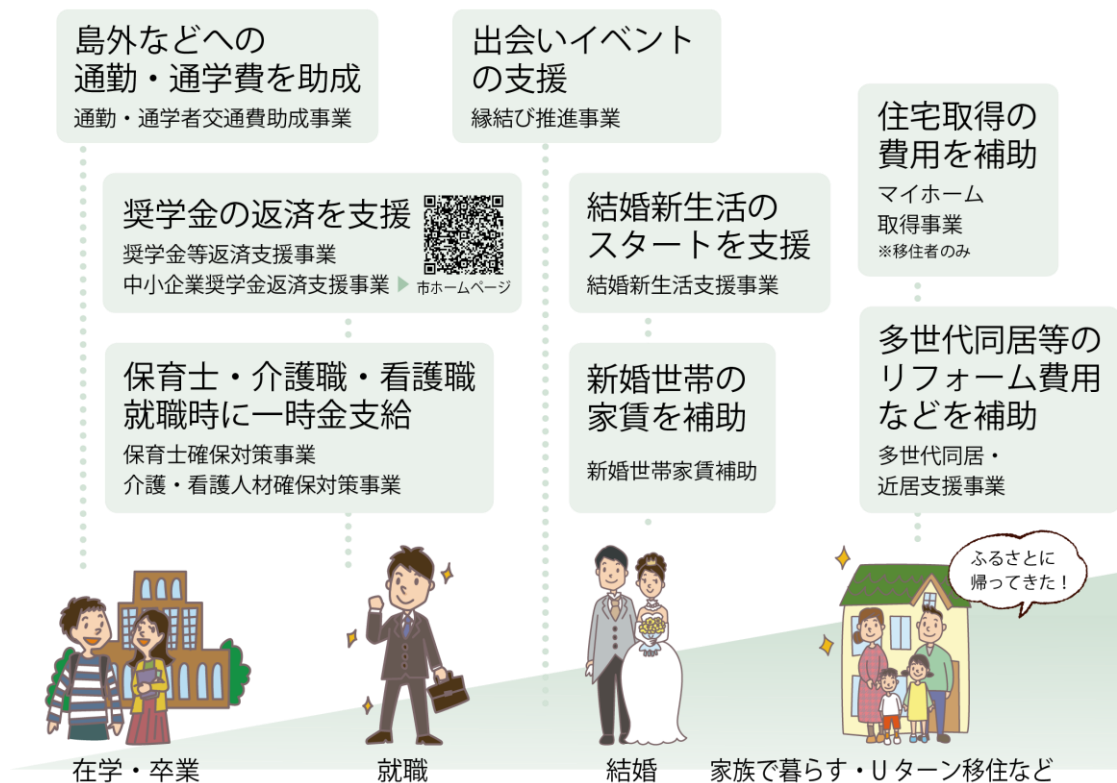 島外などへの
通勤・通学費を助成
通勤・通学者交通費助成事業
奨学金の返済を支援
奨学金等返済支援事業
中小企業奨学金返済支援事業▶
市ホームページ
保育士・介護職・看護職
就職時に一時金支給
保育士確保対策事業
介護・看護人材確保対策事業
出会いイベント
の支援
縁結び推進事業
結婚新生活の
スタートを支援
結婚新生活支援事業
新婚世帯の
家賃を補助
新婚世帯家賃補助
住宅取得の
費用を補助
マイホーム
取得事業
※移住者のみ
多世代同居等の
リフォーム費用
などを補助
多世代同居・
近居支援事業
ふるさとに
帰ってきた!
在学・卒業
就職
結婚
家族で暮らす・Uターン移住など